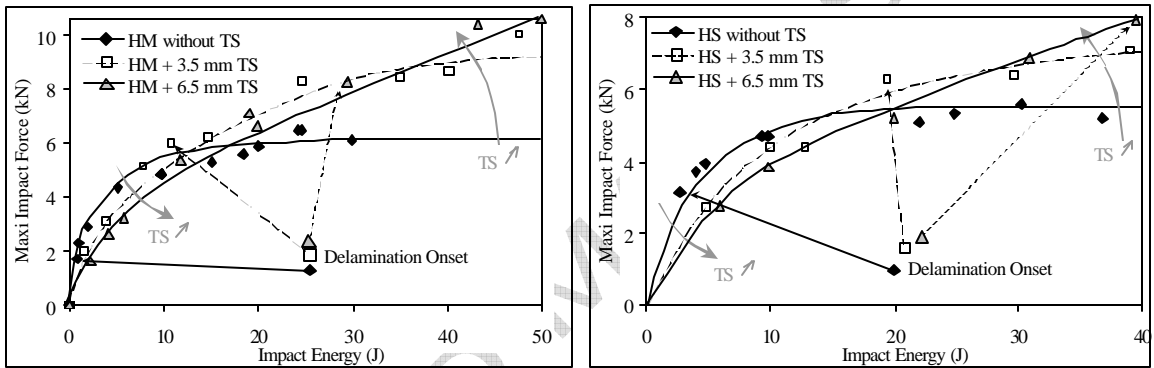 Maxi Impact Force (kN)
10
8
6
4
2
0
HM without TS
HM + 3.5 mm TS
HM + 6.5 mm TS
TS
TS
Delamination Onset
0 10 20 30 40 50
Impact Energy (J)
Maxi Impact Force (kN)
8
6
4
2
0
HS without TS
HS + 3.5 mm TS
HS + 6.5 mm TS
TS
TS
Delamination Onset
0 10 20 30 40
Impact Energy (J)